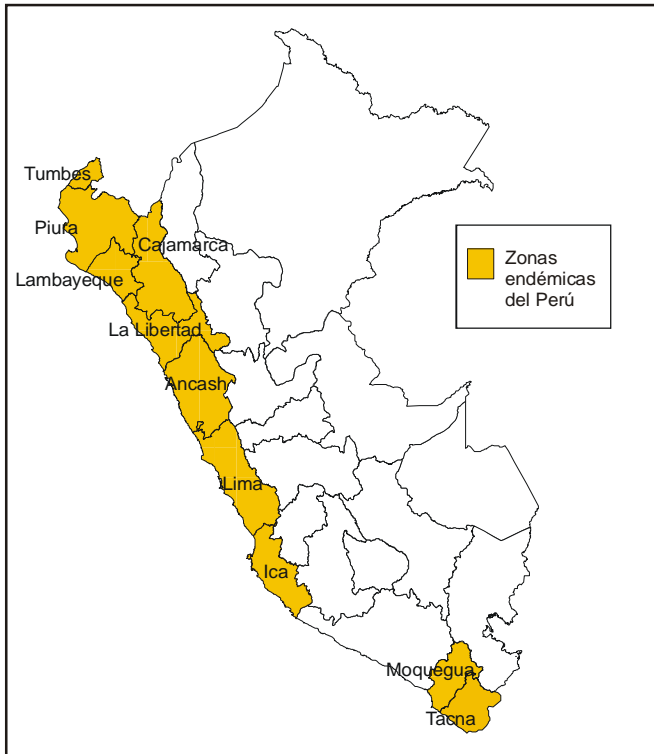 Tumbes
Piura
Cajamarca
Lambayeque
La Libertad
Ancash
Lima
Ica
Moquegua
Tacna
Zonas
endémicas
del Perú